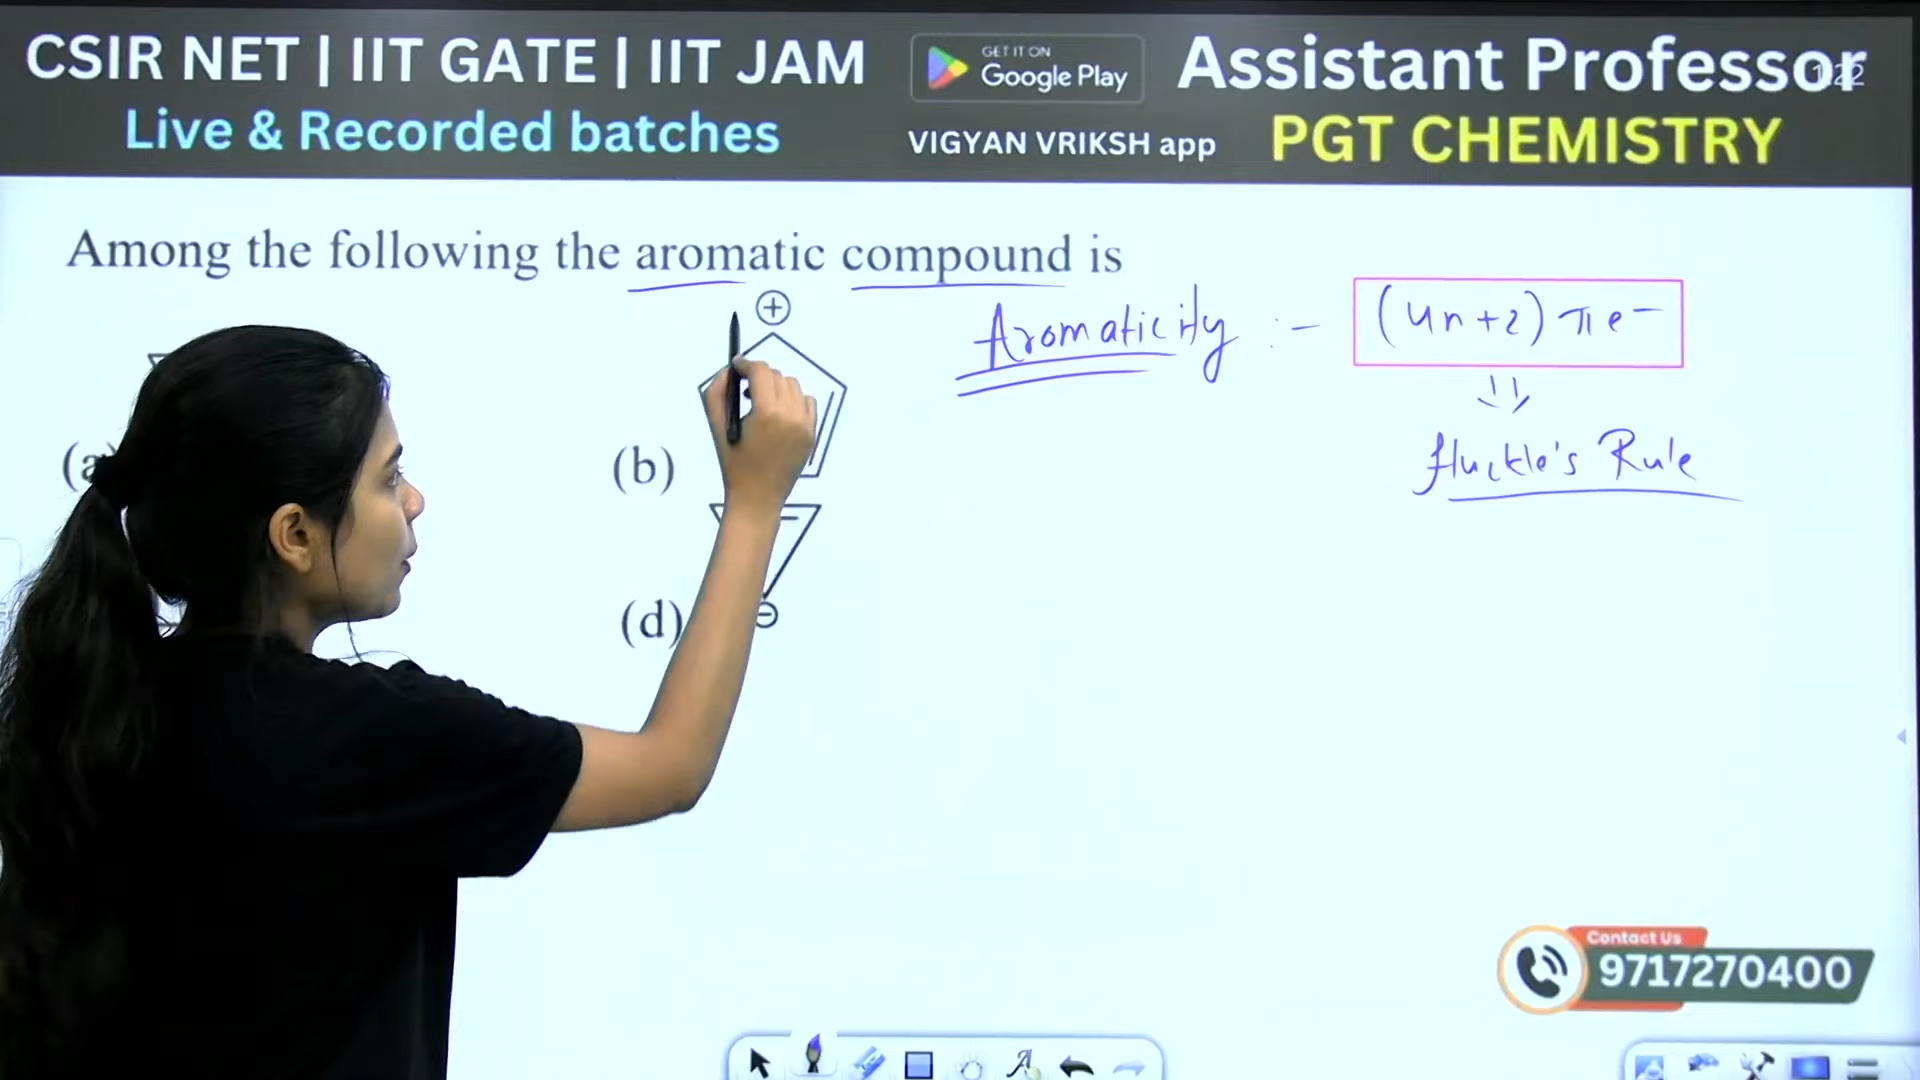 CSIR NET | IIT GATE | IIT JAM
Live & Recorded batches
GET IT ON
Google Play
VIGYAN VRIKSH app
Assistant Professor
PGT CHEMISTRY
Among the following the aromatic compound is
Aromaticity :- (4n+2) π e⁻
Huckle's Rule
(a
(b)
(d)
Contact Us
9717270400